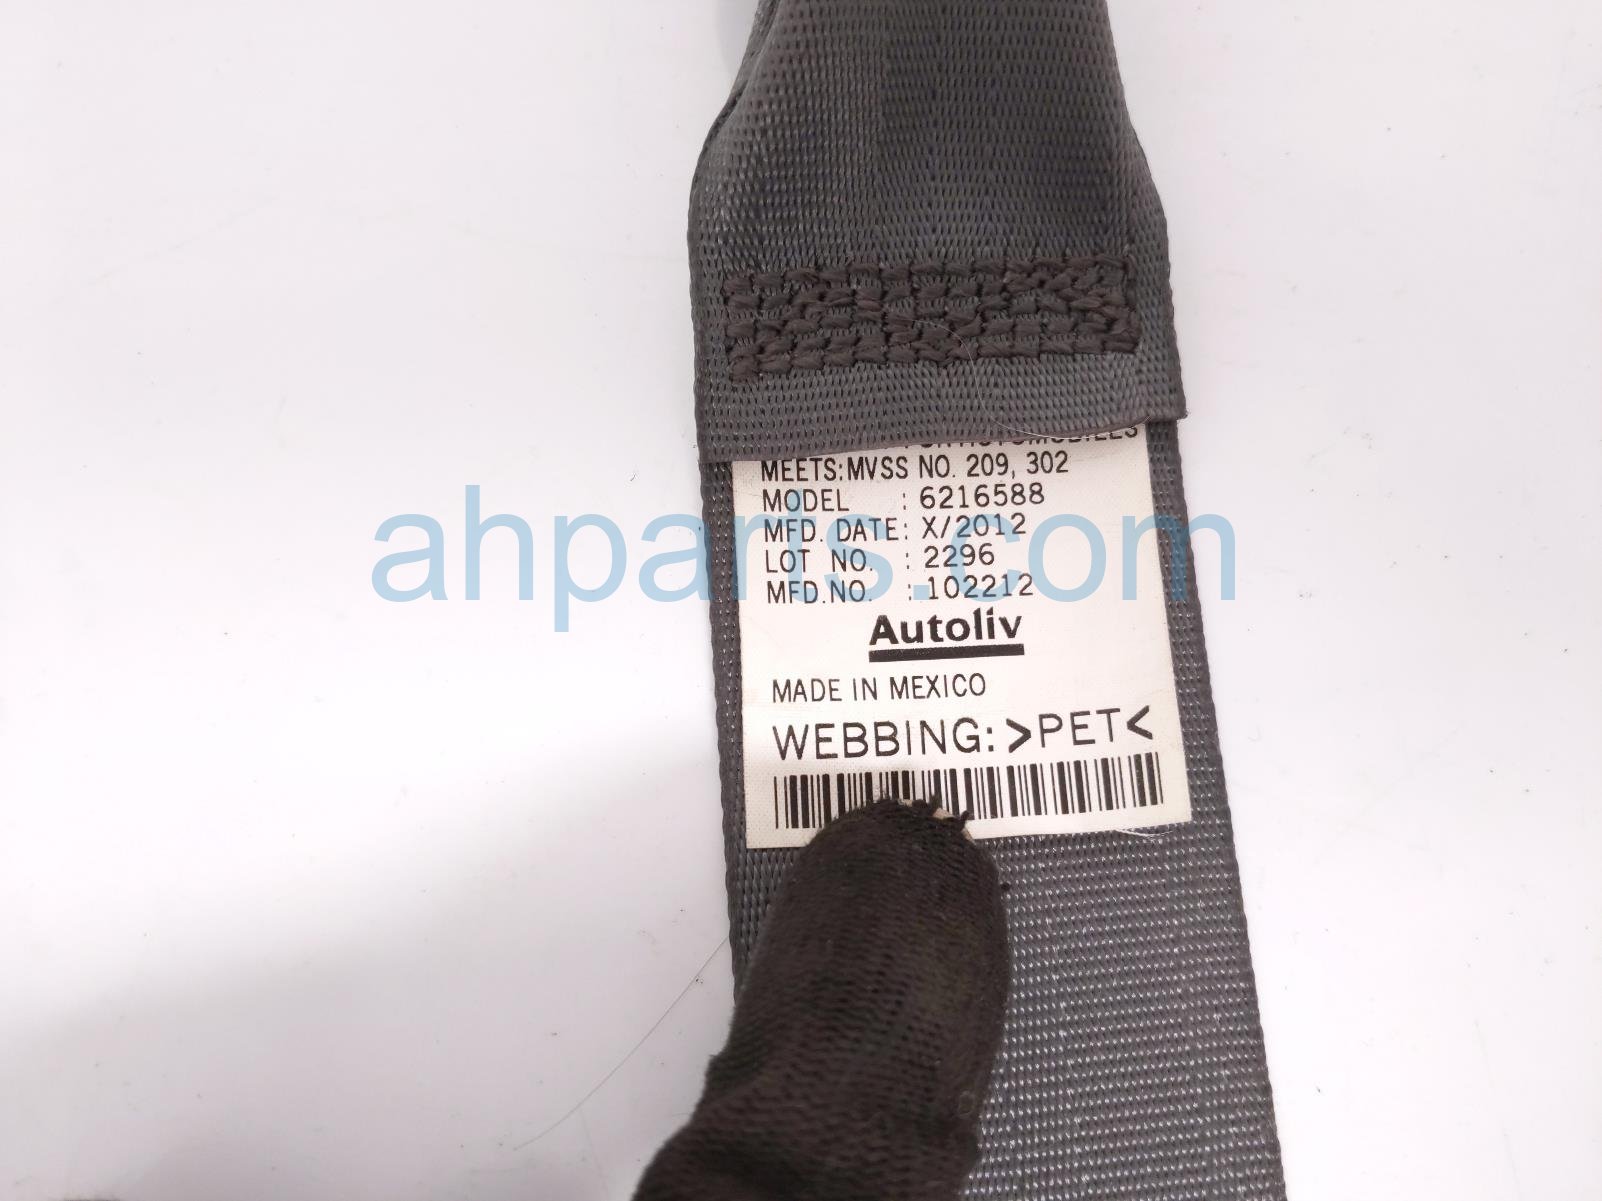 MEETS:MVSS NO. 209, 302
MODEL : 6216588
MFD. DATE: X/2012
LOT NO. : 2296
MFD.NO. : 102212
Autoliv
MADE IN MEXICO
WEBBING: >PET<
ahparts.com